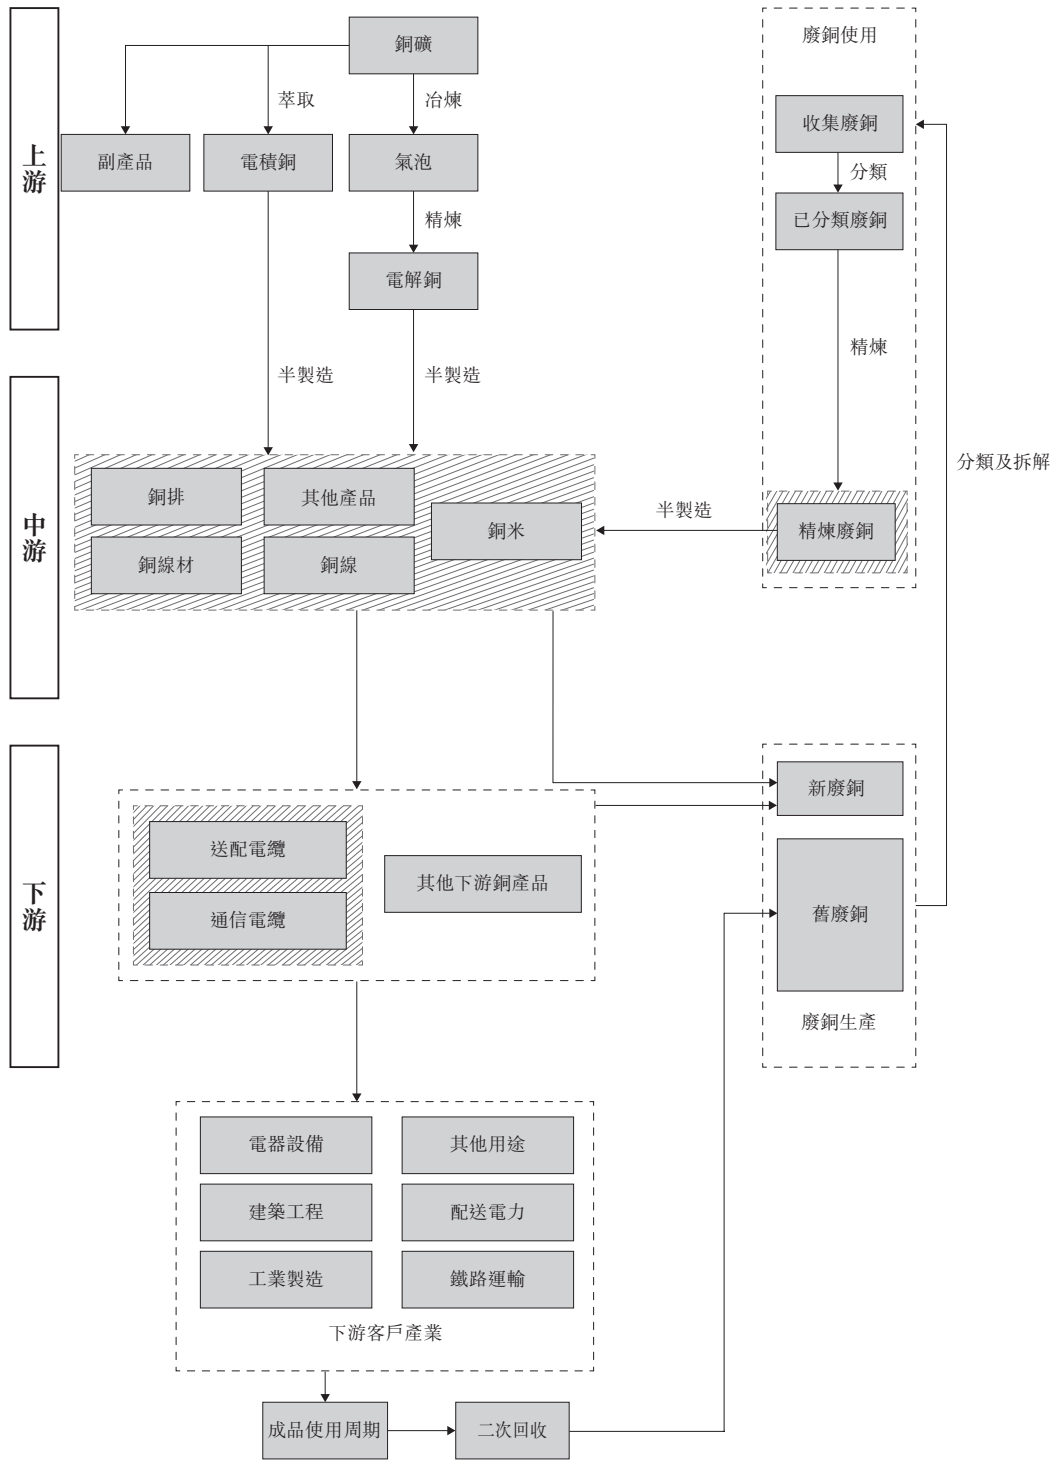 上游
銅礦
萃取
冶煉
副產品
電積銅
氣泡
精煉
電解銅
半製造
半製造
廢銅使用
收集廢銅
分類
已分類廢銅
精煉
分類及拆解
中游
銅排
其他產品
銅米
銅線材
銅線
半製造
精煉廢銅
下游
送配電纜
通信電纜
其他下游銅產品
新廢銅
舊廢銅
廢銅生產
電器設備
其他用途
建築工程
配送電力
工業製造
鐵路運輸
下游客戶產業
成品使用周期
二次回收